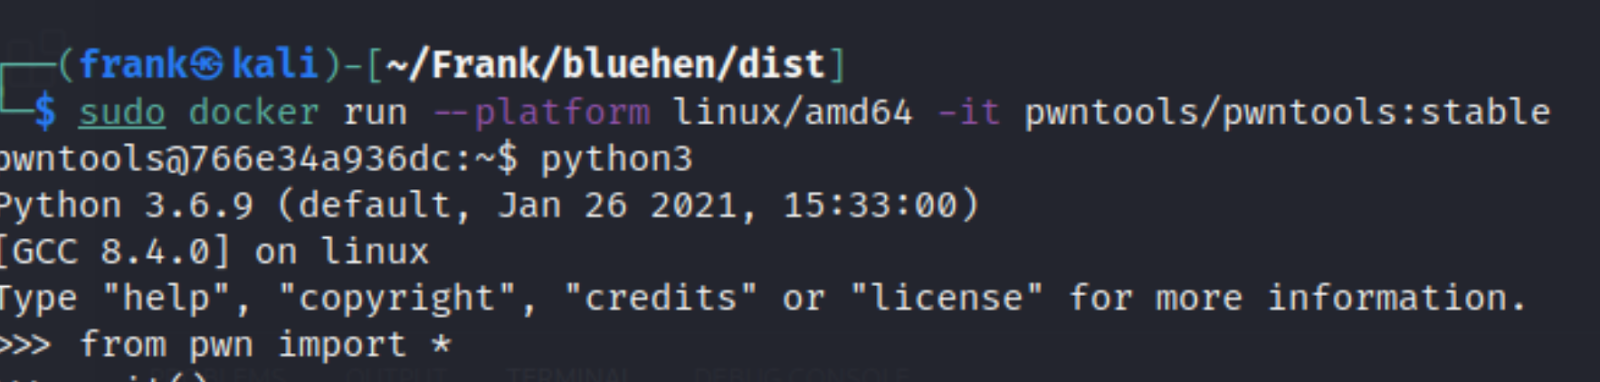 ┌──(frank㉿kali)-[~/Frank/bluehen/dist]
└─$ sudo docker run --platform linux/amd64 -it pwntools/pwntools:stable
pwntools@766e34a936dc:~$ python3
Python 3.6.9 (default, Jan 26 2021, 15:33:00)
[GCC 8.4.0] on linux
Type "help", "copyright", "credits" or "license" for more information.
>>> from pwn import *